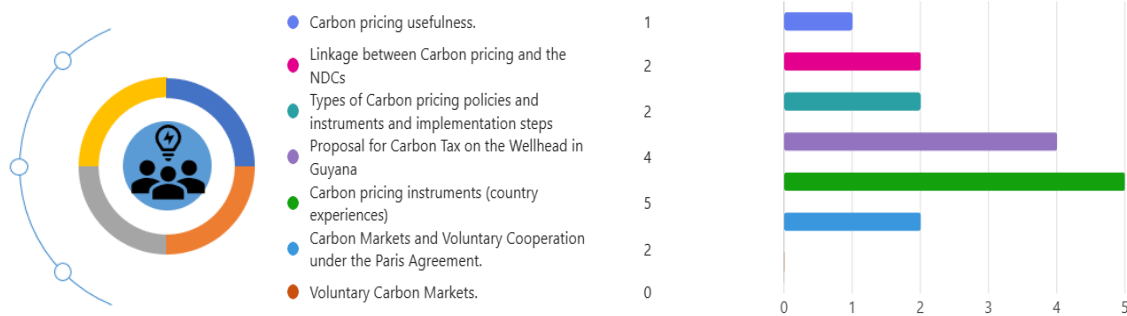 Carbon pricing usefulness.
1
Linkage between Carbon pricing and the
NDCs
2
Types of Carbon pricing policies and
instruments and implementation steps
2
Proposal for Carbon Tax on the Wellhead in
Guyana
4
Carbon pricing instruments (country
experiences)
5
Carbon Markets and Voluntary Cooperation
under the Paris Agreement.
2
Voluntary Carbon Markets.
0
0 1 2 3 4 5